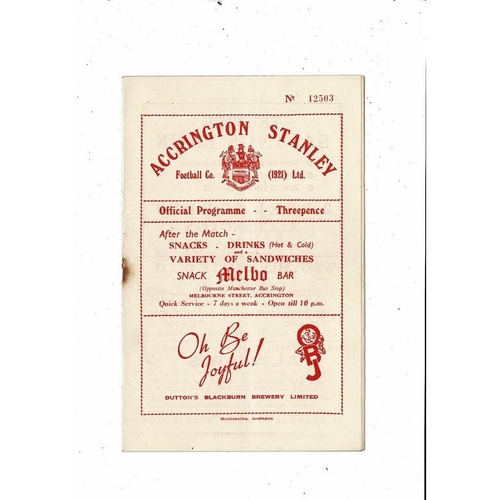 Nº 12503
ACCRINGTON STANLEY
Football Co. (1921) Ltd.
Official Programme - - Threepence
After the Match -
SNACKS . DRINKS (Hot & Cold)
and a
VARIETY OF SANDWICHES
SNACK Melbo BAR
(Opposite Manchester Bus Stop)
MELBOURNE STREET, ACCRINGTON
Quick Service - 7 days a week - Open till 10 p.m.
Oh Be
Joyful!
OBJ
DUTTON'S BLACKBURN BREWERY LIMITED